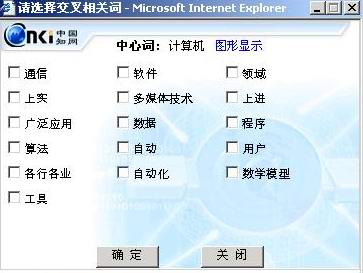 请选择交叉相关词 - Microsoft Internet Explorer
Cnki 中国知网
中心词：计算机 图形显示
通信 软件 领域
上实 多媒体技术 上进
广泛应用 数据 程序
算法 自动 用户
各行各业 自动化 数学模型
工具
确 定 关 闭